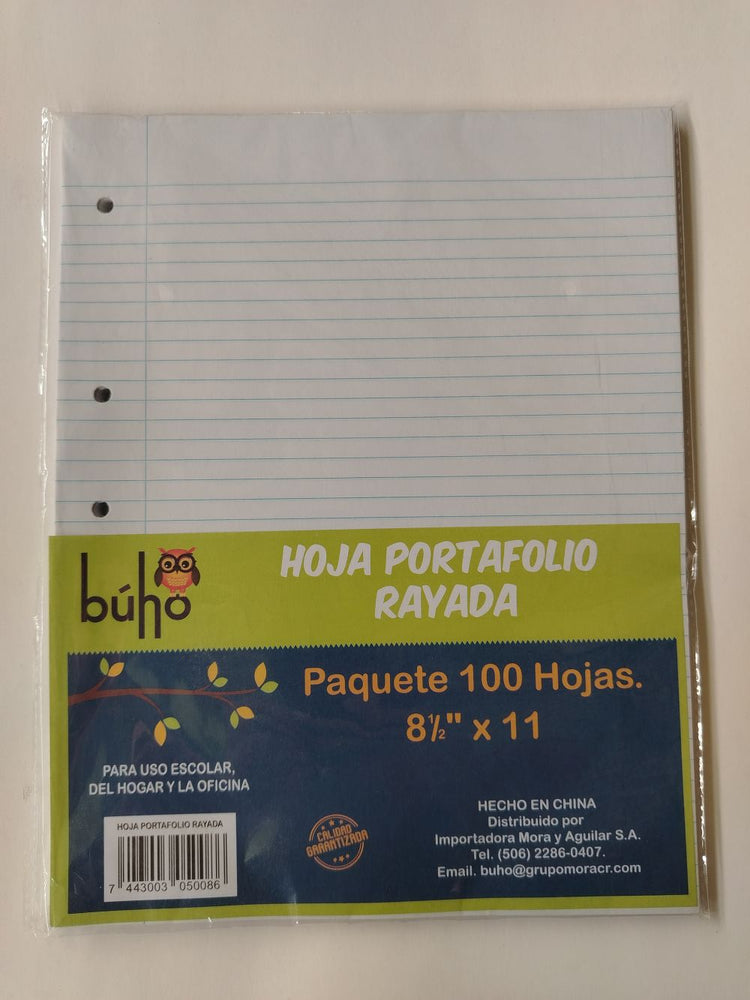 búho
HOJA PORTAFOLIO
RAYADA
Paquete 100 Hojas.
8½" x 11
PARA USO ESCOLAR,
DEL HOGAR Y LA OFICINA
HOJA PORTAFOLIO RAYADA
7 443003 050086
CALIDAD
GARANTIZADA
HECHO EN CHINA
Distribuido por
Importadora Mora y Aguilar S.A.
Tel. (506) 2286-0407.
Email. buho@grupomoracr.com